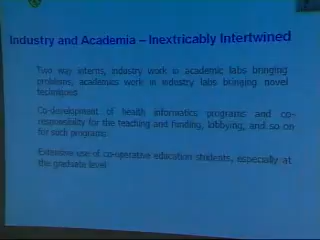 Industry and Academia – Inextricably Intertwined
Two way interns, industry work in academic labs bringing
problems, academics work in industry labs bringing novel
techniques
Co-development of health informatics programs and co-
responsibility for the teaching and funding, lobbying, and so on
for such programs
Extensive use of co-operative education students, especially at
the graduate level